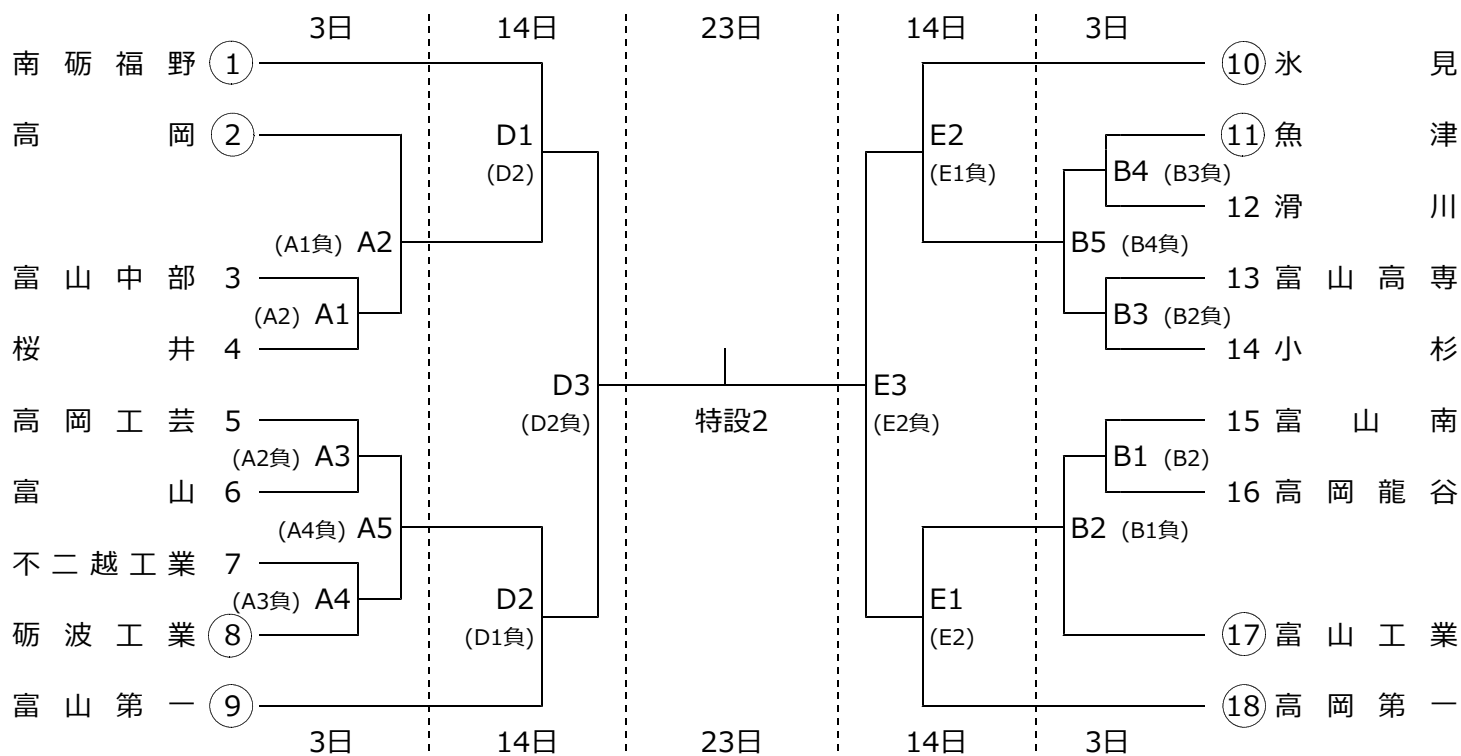 3日 14日 23日 14日 3日
南砺福野 ① ⑩ 氷見
高岡 ② D1 E2 ⑪ 魚津
(D2) (E1負) B4 (B3負)
12 滑川
(A1負) A2 B5 (B4負)
富山中部 3 13 富山高専
(A2) A1 B3 (B2負)
桜井 4 14 小杉
D3 E3
高岡工芸 5 (D2負) 特設2 (E2負) 15 富山南
(A2負) A3 B1 (B2)
富山 6 16 高岡龍谷
(A4負) A5 B2 (B1負)
不二越工業 7
(A3負) A4 D2 E1
砺波工業 ⑧ (D1負) (E2) ⑰ 富山工業
富山第一 ⑨ ⑱ 高岡第一
3日 14日 23日 14日 3日